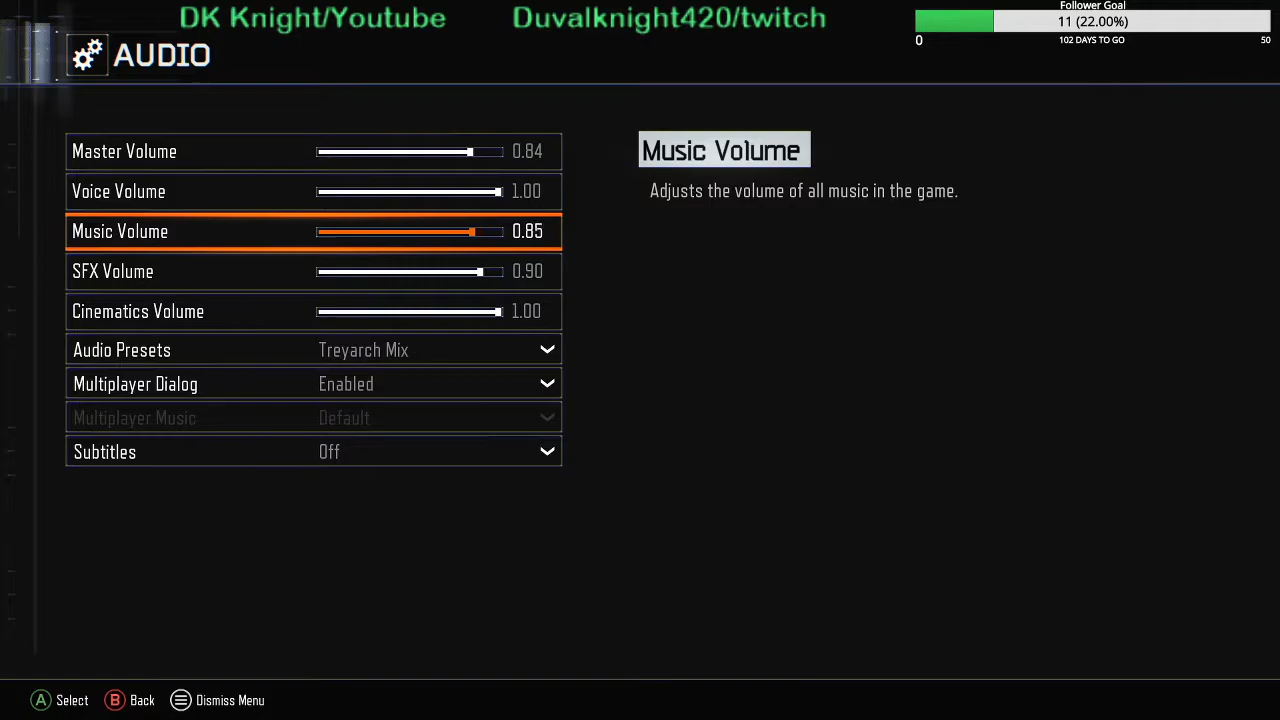 DK Knight/Youtube Duvalknight420/twitch
Follower Goal
11 (22.00%)
0 102 DAYS TO GO 50
AUDIO
Master Volume 0.84
Voice Volume 1.00
Music Volume 0.85
SFX Volume 0.90
Cinematics Volume 1.00
Audio Presets Treyarch Mix
Multiplayer Dialog Enabled
Multiplayer Music Default
Subtitles Off
Music Volume
Adjusts the volume of all music in the game.
A Select B Back Dismiss Menu